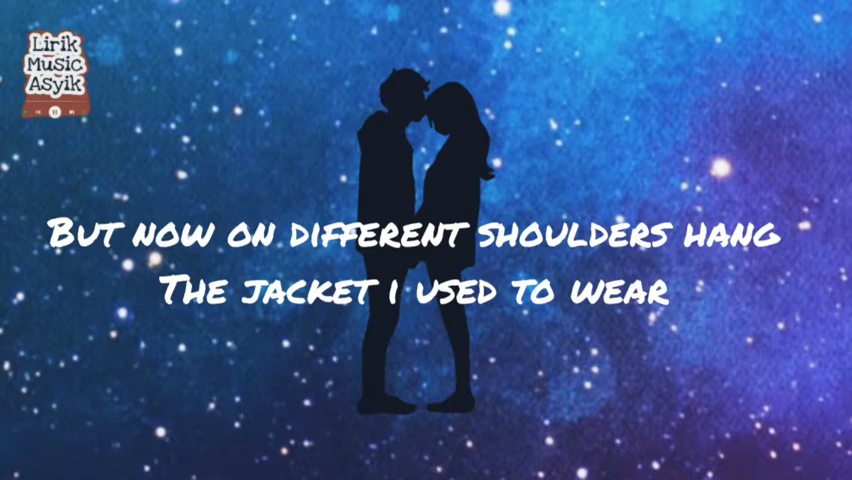 Lirik
Music
Asyik
But now on different shoulders hang
The jacket i used to wear